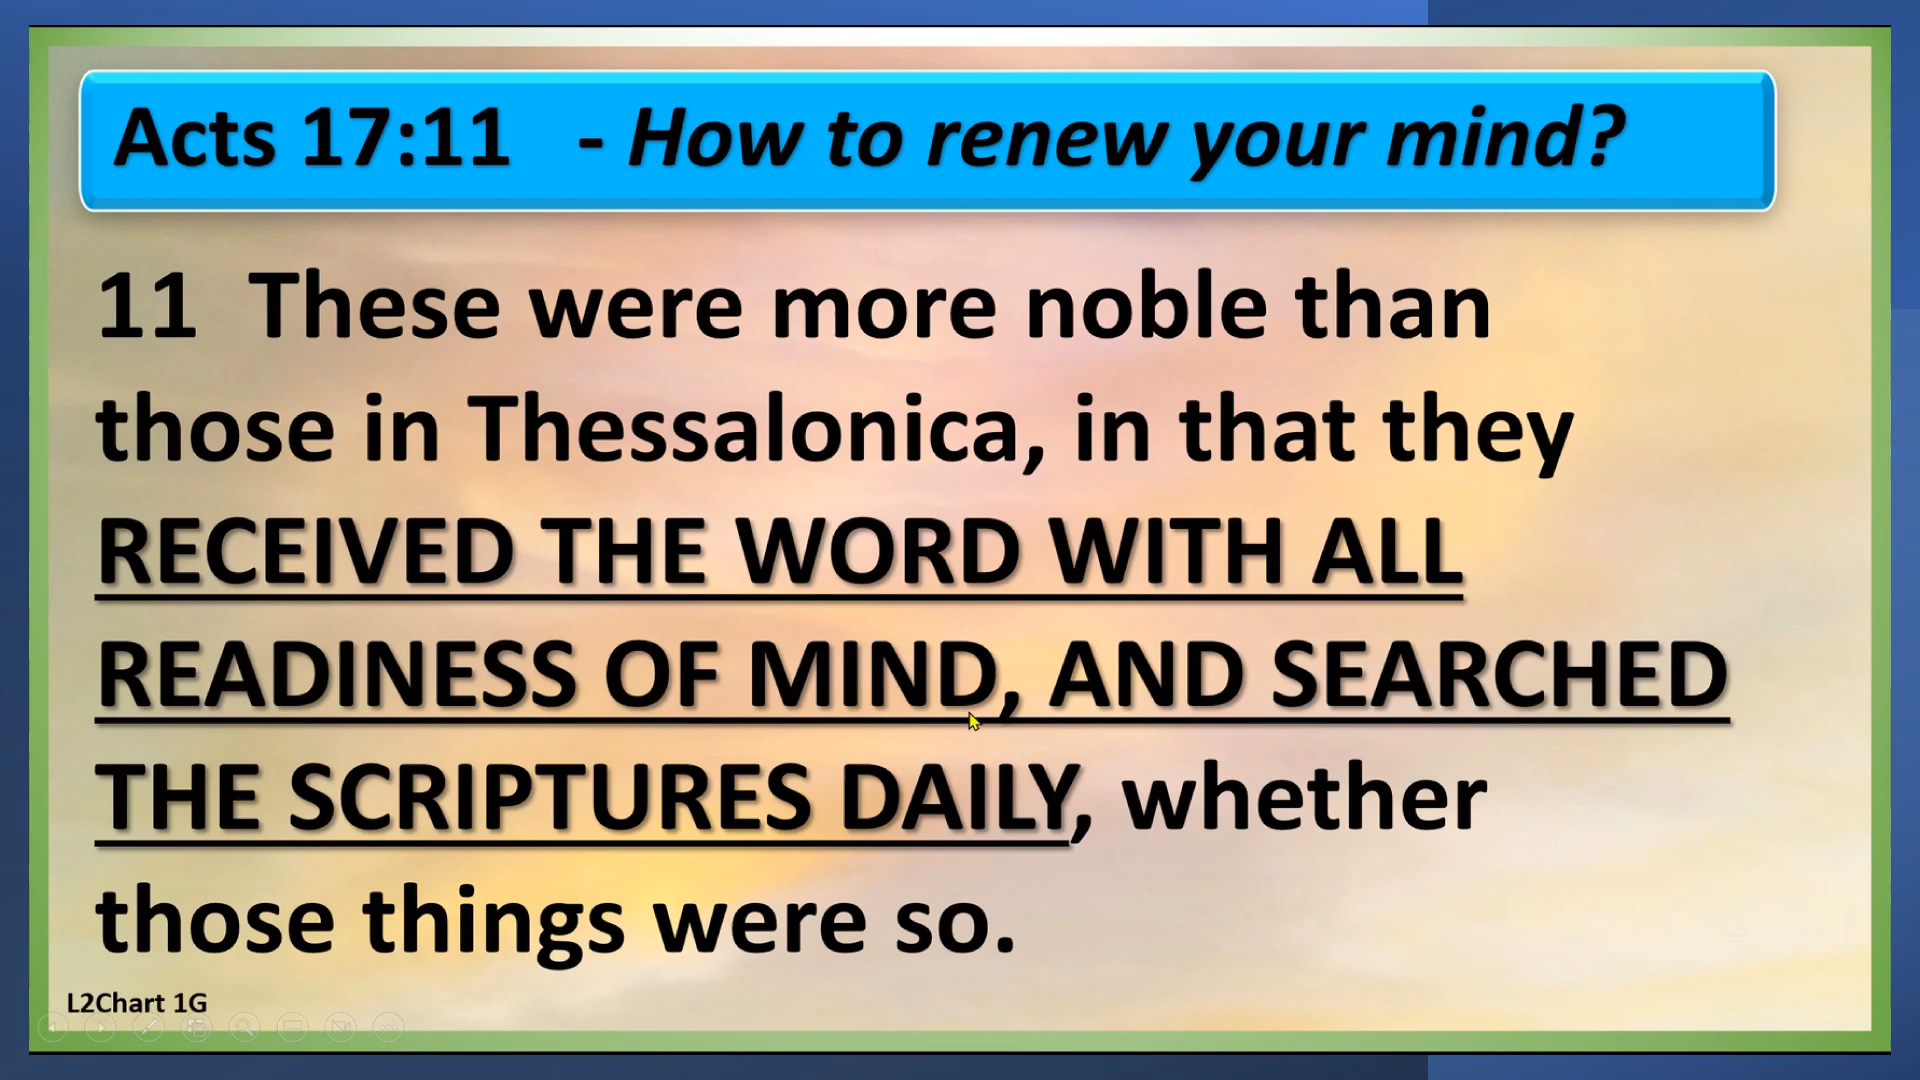 Acts 17:11 - How to renew your mind?
11 These were more noble than
those in Thessalonica, in that they
RECEIVED THE WORD WITH ALL
READINESS OF MIND, AND SEARCHED
THE SCRIPTURES DAILY, whether
those things were so.
L2Chart 1G